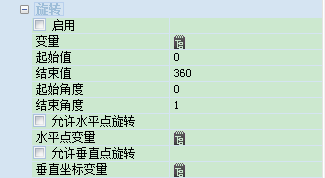 旋转
启用
变量
起始值 0
结束值 360
起始角度 0
结束角度 1
允许水平点旋转
水平点变量
允许垂直点旋转
垂直坐标变量